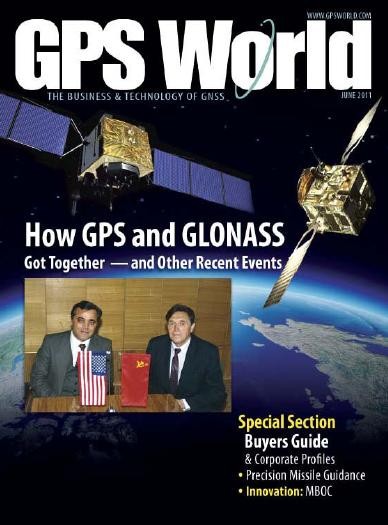 WWW.GPSWORLD.COM
GPS World
THE BUSINESS & TECHNOLOGY OF GNSS
JUNE 2011
How GPS and GLONASS
Got Together — and Other Recent Events
Special Section
Buyers Guide
& Corporate Profiles
• Precision Missile Guidance
• Innovation: MBOC